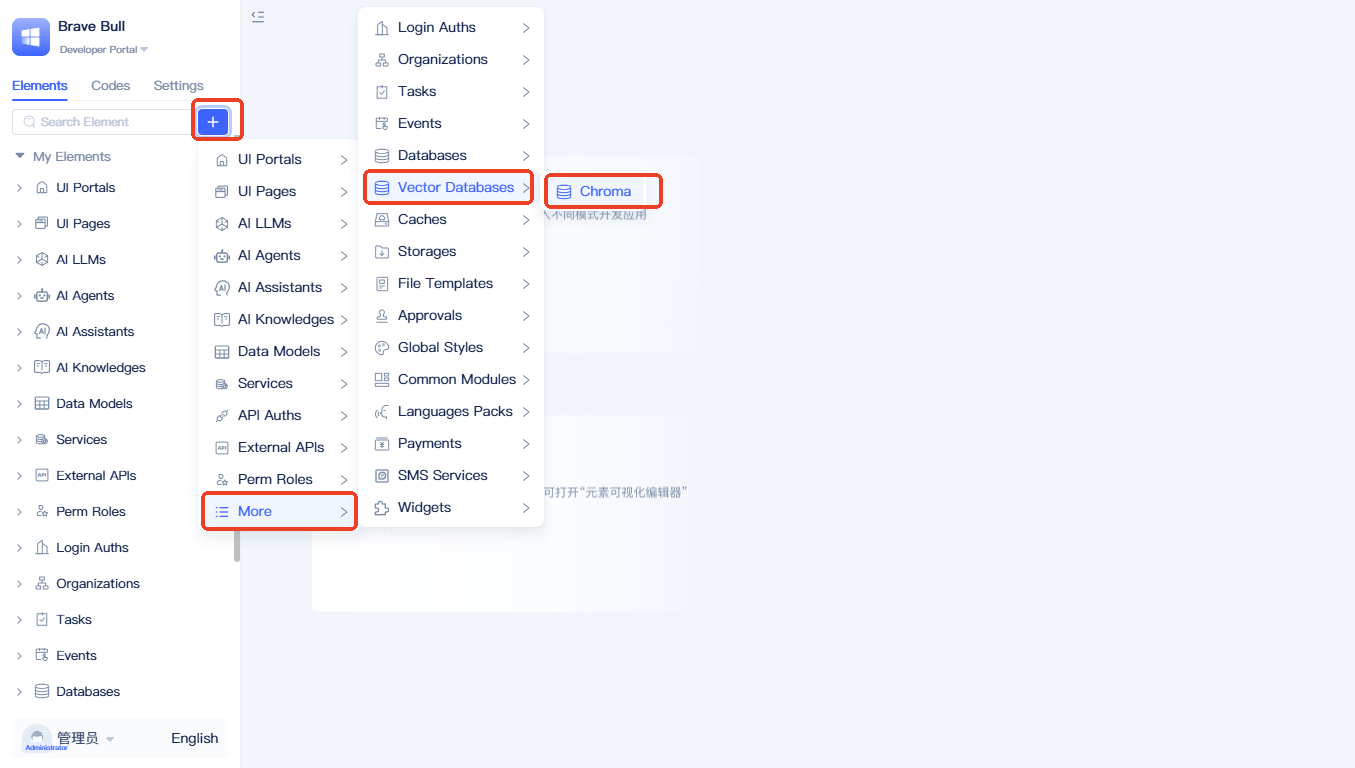 Brave Bull
Developer Portal
Elements Codes Settings
Search Element
My Elements
UI Portals
UI Pages
AI LLMs
AI Agents
AI Assistants
AI Knowledges
Data Models
Services
External APIs
Perm Roles
Login Auths
Organizations
Tasks
Events
Databases
管理员
Administrator
English
UI Portals
UI Pages
AI LLMs
AI Agents
AI Assistants
AI Knowledges
Data Models
Services
API Auths
External APIs
Perm Roles
More
Login Auths
Organizations
Tasks
Events
Databases
Vector Databases
Caches
Storages
File Templates
Approvals
Global Styles
Common Modules
Languages Packs
Payments
SMS Services
Widgets
Chroma
不同模式开发应用
可打开“元素可视化编辑器”